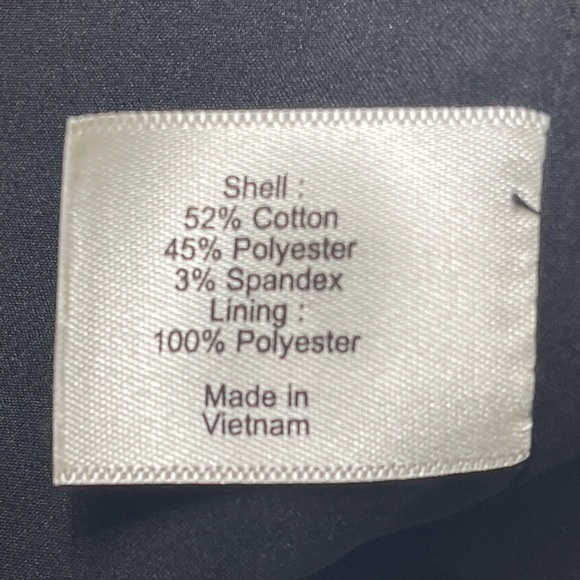 Shell :
52% Cotton
45% Polyester
3% Spandex
Lining :
100% Polyester
Made in
Vietnam